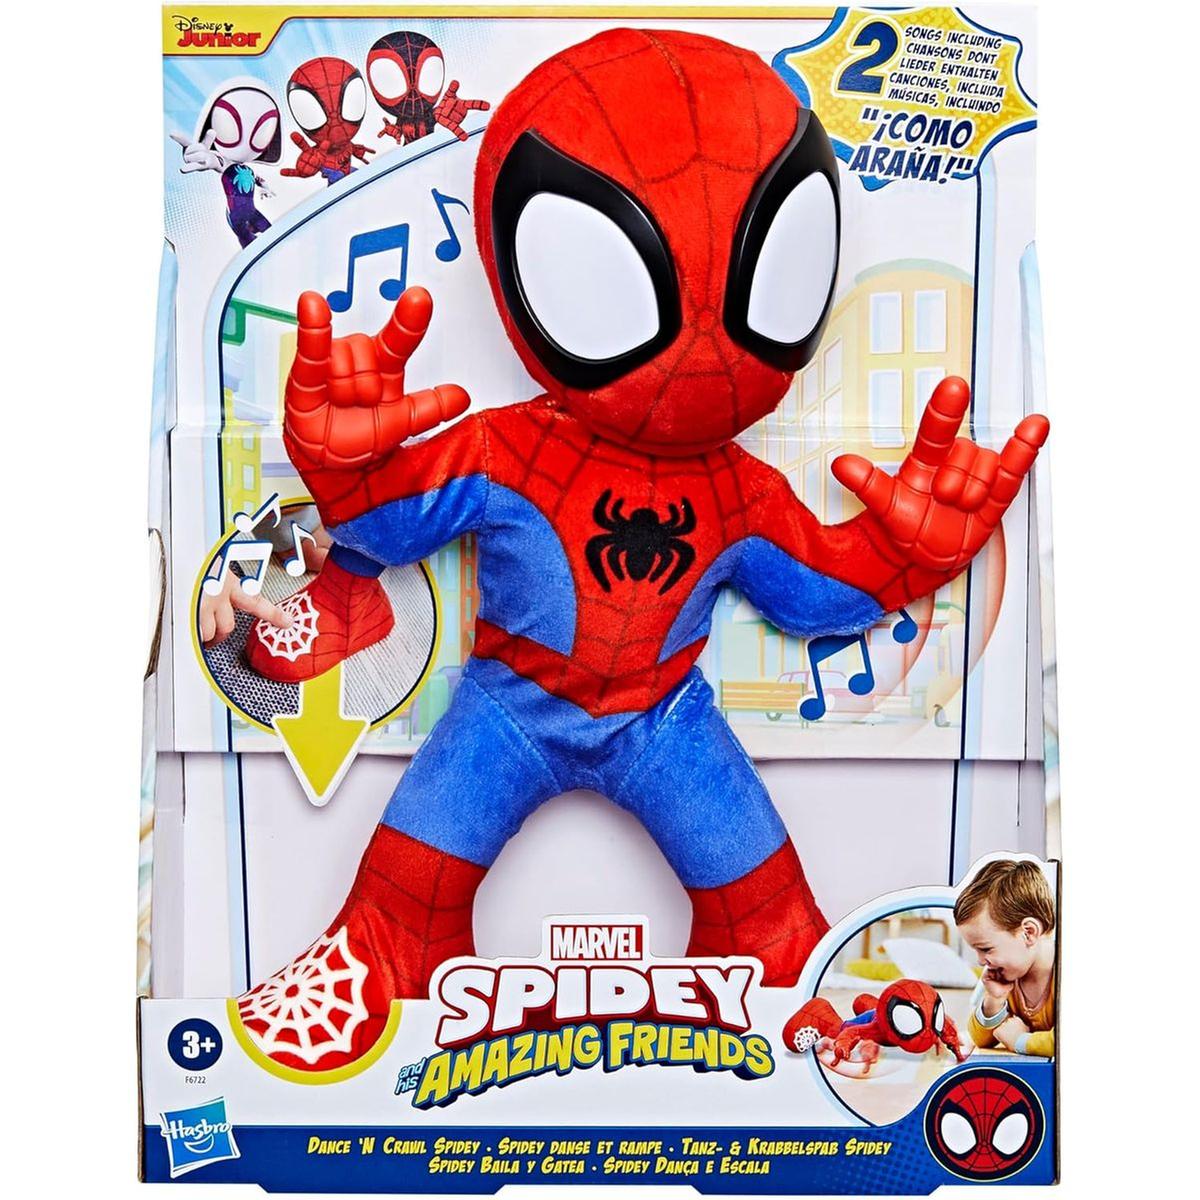 Disney
Junior
2
SONGS INCLUDING
CHANSONS DONT
LIEDER ENTHALTEN
CANCIONES, INCLUIDA
MÚSICAS, INCLUINDO
"¡COMO
ARAÑA!"
MARVEL
SPIDEY
and his
AMAZING FRIENDS
3+
F6722
Hasbro
DANCE 'N CRAWL SPIDEY · SPIDEY DANSE ET RAMPE · TANZ- & KRABBELSPAß SPIDEY
SPIDEY BAILA Y GATEA · SPIDEY DANÇA E ESCALA